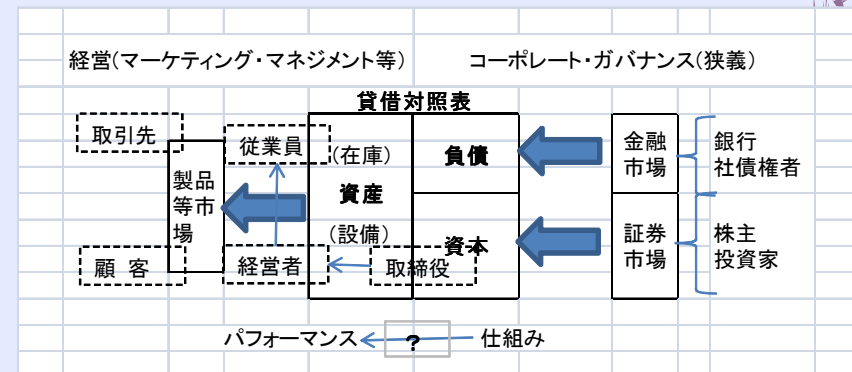 経営(マーケティング・マネジメント等)
コーポレート・ガバナンス(狭義)
貸借対照表
取引先
従業員
(在庫)
負債
金融
市場
銀行
社債権者
製品
等市
場
資産
(設備)
資本
証券
市場
株主
投資家
顧 客
経営者
取締役
パフォーマンス
?
仕組み